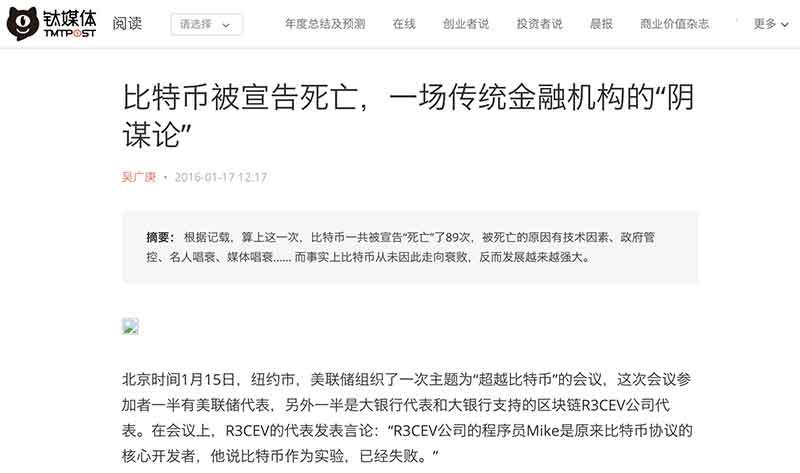 钛媒体 TMTPOST 阅读 请选择 年度总结及预测 在线 创业者说 投资者说 晨报 商业价值杂志 更多
比特币被宣告死亡，一场传统金融机构的“阴
谋论”
吴广庚 • 2016-01-17 12:17
摘要： 根据记载，算上这一次，比特币一共被宣告“死亡”了89次，被死亡的原因有技术因素、政府管
控、名人唱衰、媒体唱衰…… 而事实上比特币从未因此走向衰败，反而发展越来越强大。
北京时间1月15日，纽约市，美联储组织了一次主题为“超越比特币”的会议，这次会议参
加者一半有美联储代表，另外一半是大银行代表和大银行支持的区块链R3CEV公司代
表。在会议上，R3CEV的代表发表言论：“R3CEV公司的程序员Mike是原来比特币协议的
核心开发者，他说比特币作为实验，已经失败。”